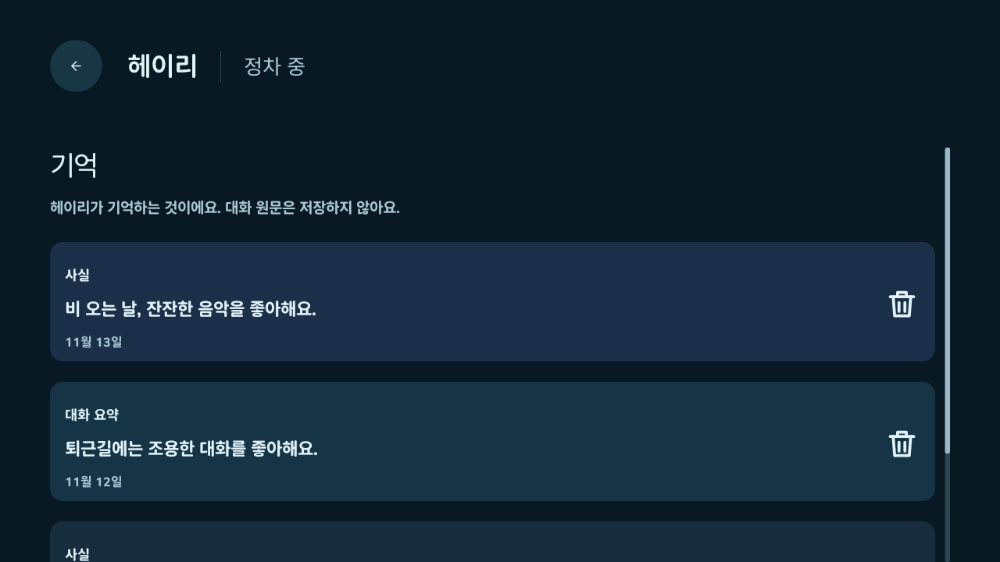 헤이리
정차 중
기억
헤이리가 기억하는 것이에요. 대화 원문은 저장하지 않아요.
사실
비 오는 날, 잔잔한 음악을 좋아해요.
11월 13일
대화 요약
퇴근길에는 조용한 대화를 좋아해요.
11월 12일
사실